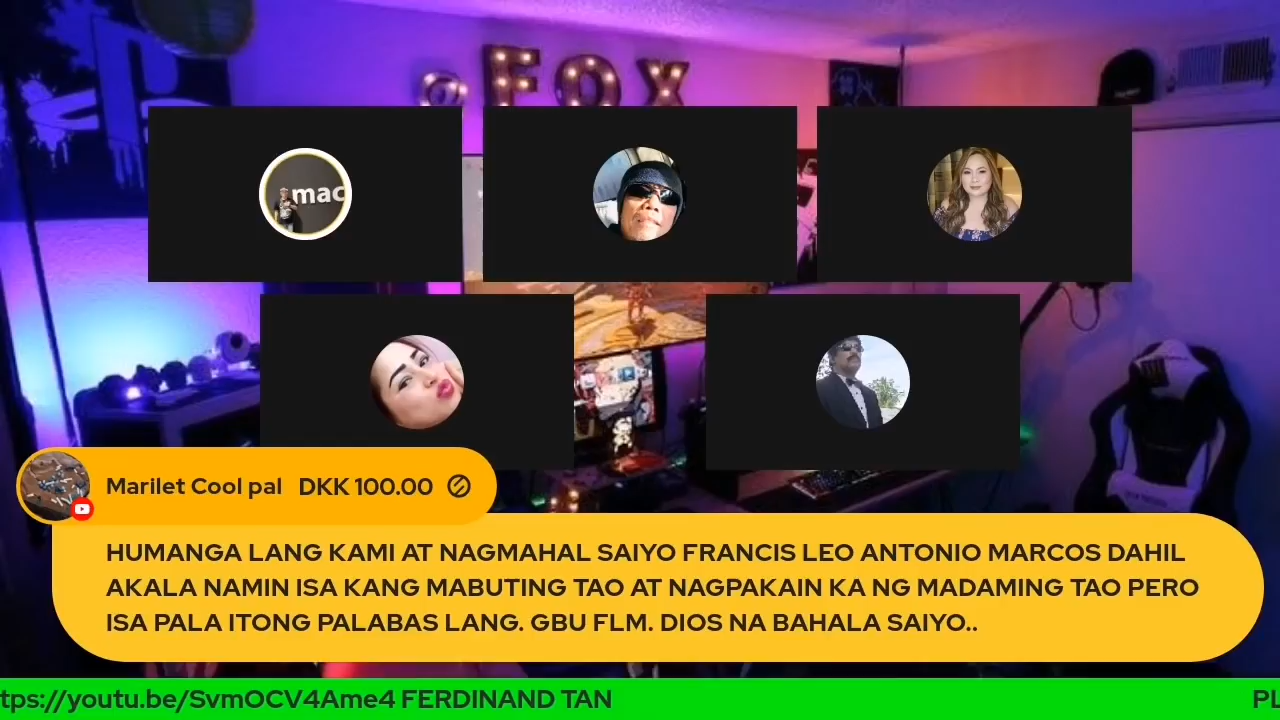 @FOX
mac
Marilet Cool pal DKK 100.00
HUMANGA LANG KAMI AT NAGMAHAL SAIYO FRANCIS LEO ANTONIO MARCOS DAHIL
AKALA NAMIN ISA KANG MABUTING TAO AT NAGPAKAIN KA NG MADAMING TAO PERO
ISA PALA ITONG PALABAS LANG. GBU FLM. DIOS NA BAHALA SAIYO..
tps://youtu.be/SvmOCV4Ame4 FERDINAND TAN
PL